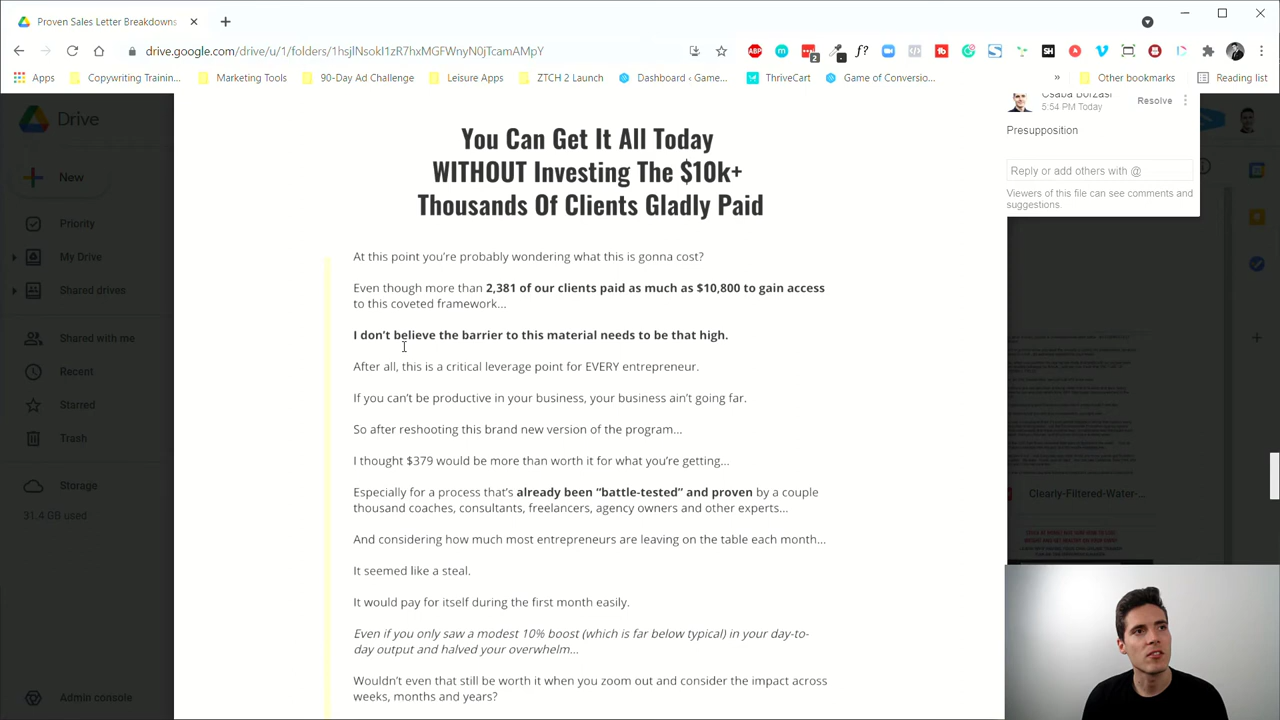 Proven Sales Letter Breakdowns
drive.google.com/drive/u/1/folders/1hsjlNsokI1zR7hxMGFWnyN0jTcamAMpY
ABP
2
f?
SH
Apps
Copywriting Trainin...
Marketing Tools
90-Day Ad Challenge
Leisure Apps
ZTCH 2 Launch
Dashboard ‹ Game...
ThriveCart
Game of Conversio...
»
Other bookmarks
Reading list
Drive
New
Priority
My Drive
Shared drives
Shared with me
Recent
Starred
Trash
Storage
31.4 GB used
Admin console
You Can Get It All Today
WITHOUT Investing The $10k+
Thousands Of Clients Gladly Paid
At this point you're probably wondering what this is gonna cost?
Even though more than 2,381 of our clients paid as much as $10,800 to gain access
to this coveted framework...
I don't believe the barrier to this material needs to be that high.
After all, this is a critical leverage point for EVERY entrepreneur.
If you can't be productive in your business, your business ain't going far.
So after reshooting this brand new version of the program...
I thought $379 would be more than worth it for what you're getting...
Especially for a process that's already been "battle-tested" and proven by a couple
thousand coaches, consultants, freelancers, agency owners and other experts...
And considering how much most entrepreneurs are leaving on the table each month...
It seemed like a steal.
It would pay for itself during the first month easily.
Even if you only saw a modest 10% boost (which is far below typical) in your day-to-
day output and halved your overwhelm...
Wouldn't even that still be worth it when you zoom out and consider the impact across
weeks, months and years?
Csaba Borzasi
5:54 PM Today
Resolve
Presupposition
Reply or add others with @
Viewers of this file can see comments and
suggestions.
Clearly-Filtered-Water-...